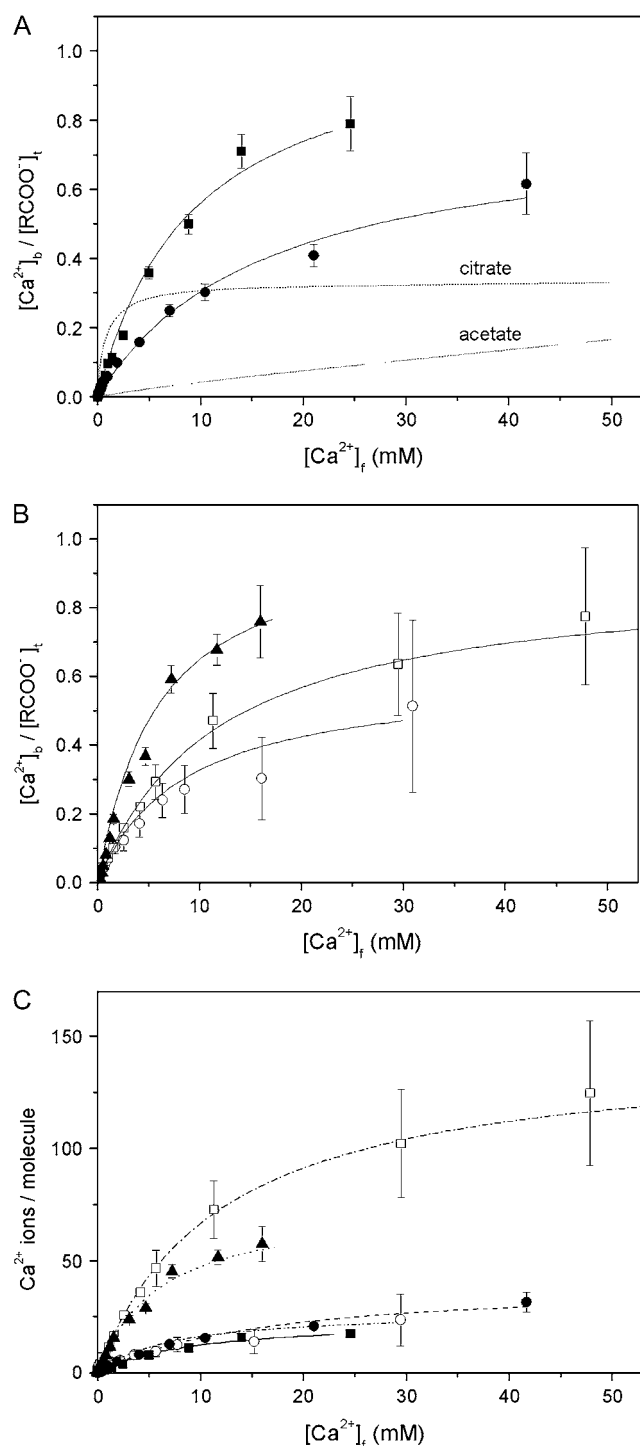 A
1.0
0.8
0.6
0.4
0.2
0.0
[Ca²⁺]b / [RCOO⁻]t
citrate
acetate
0 10 20 30 40 50
[Ca²⁺]f (mM)
B
1.0
0.8
0.6
0.4
0.2
0.0
[Ca²⁺]b / [RCOO⁻]t
0 10 20 30 40 50
[Ca²⁺]f (mM)
C
150
100
50
0
Ca²⁺ ions / molecule
0 10 20 30 40 50
[Ca²⁺]f (mM)